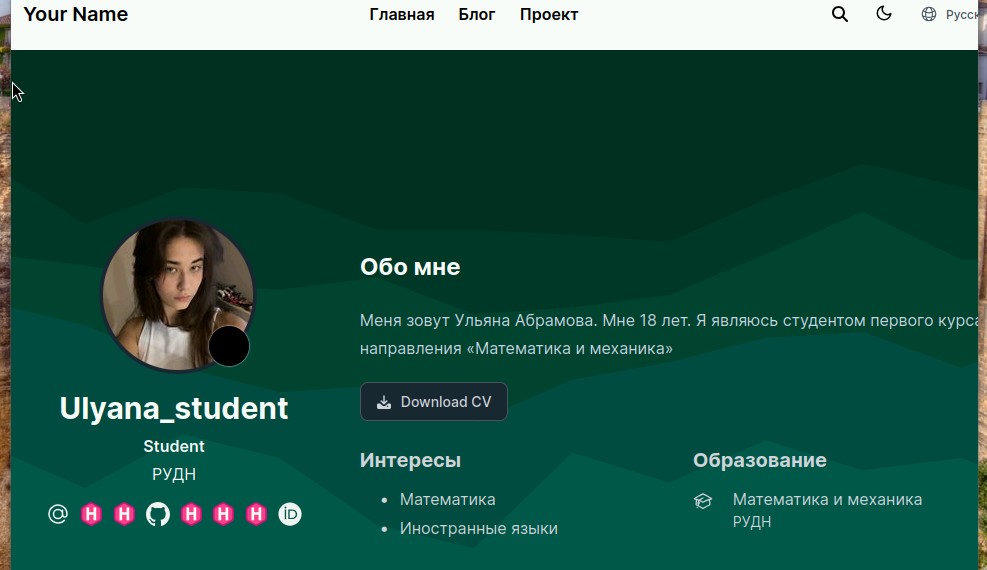 Your Name
Главная Блог Проект
Русск
Обо мне
Меня зовут Ульяна Абрамова. Мне 18 лет. Я являюсь студентом первого курса
направления «Математика и механика»
Download CV
Ulyana_student
Student
РУДН
Интересы
Математика
Иностранные языки
Образование
Математика и механика
РУДН